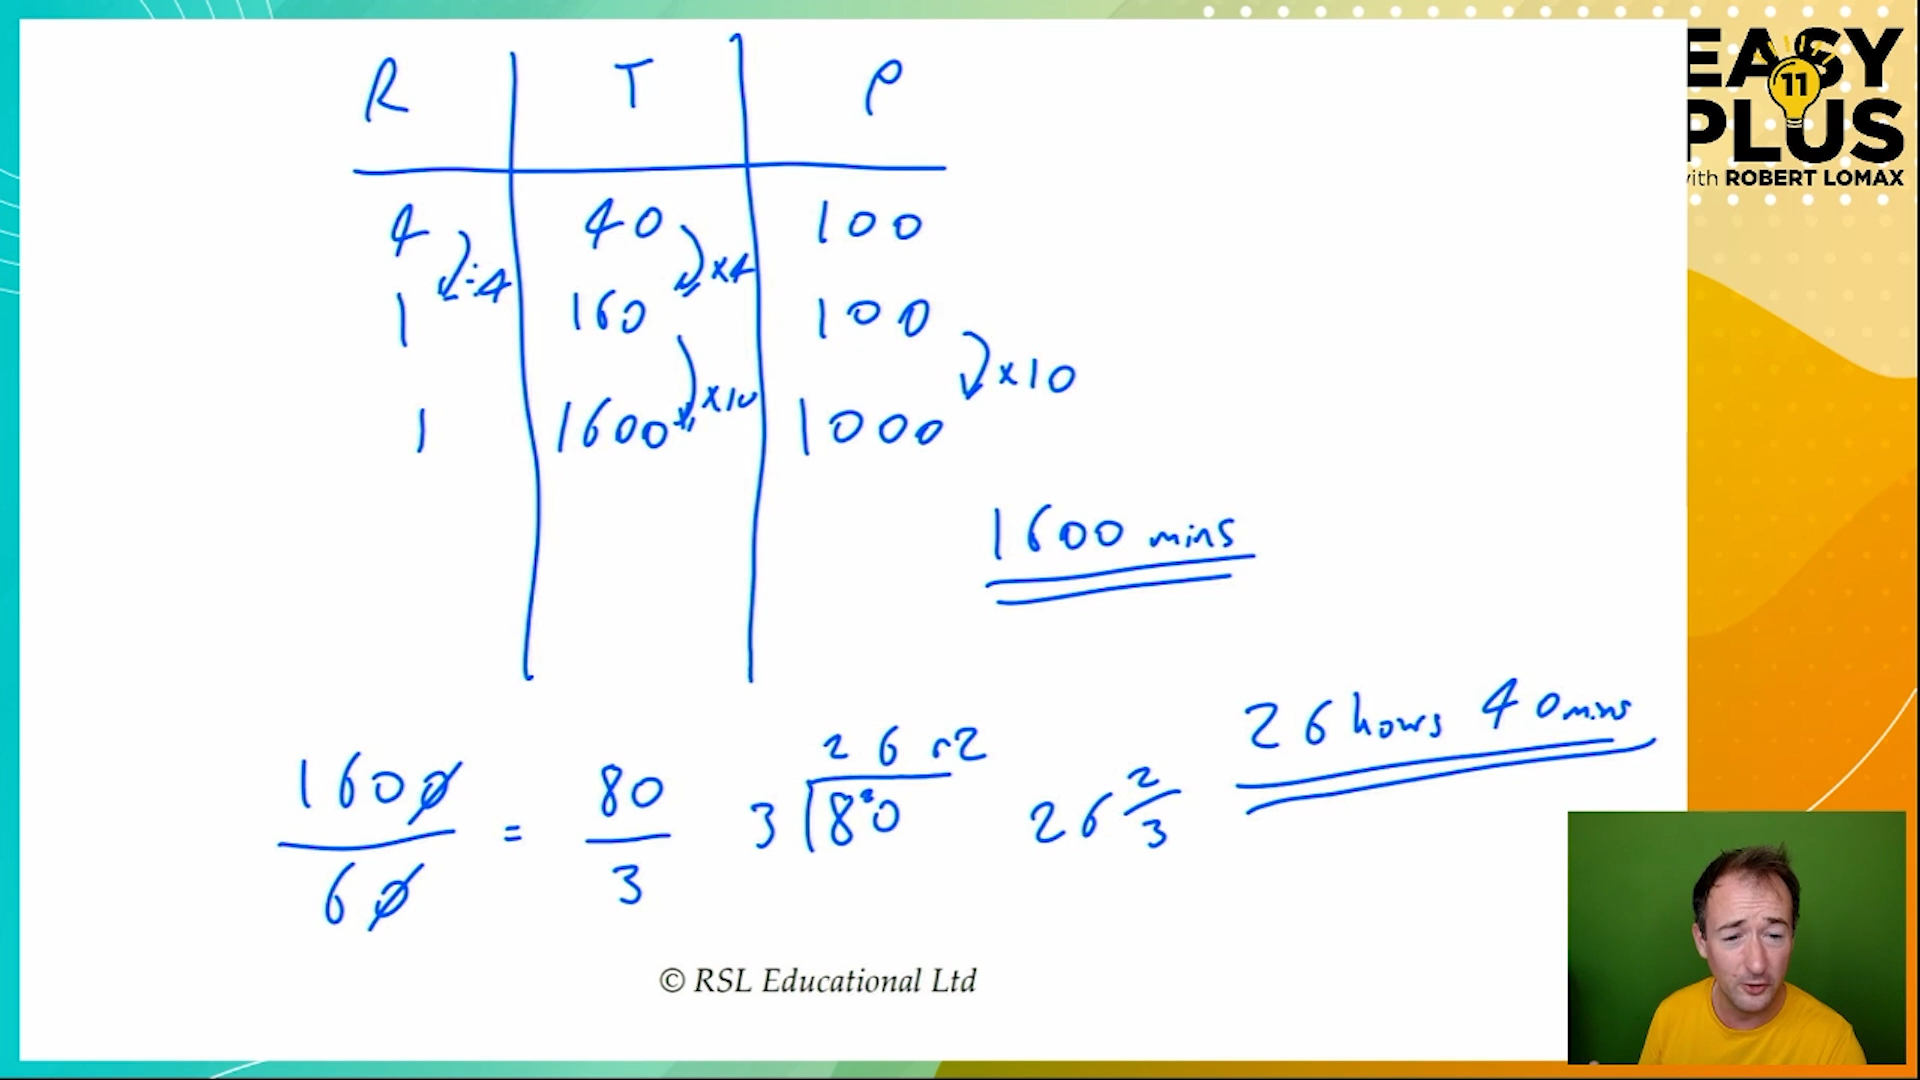 EASY
11
PLUS
with ROBERT LOMAX
R T P
4 40 100
÷4 ×4
1 160 100
×10 ×10
1 1600 1000
1600 mins
26 hours 40 mins
1600/60 = 80/3
26 r2
3 80
2
26 2/3
© RSL Educational Ltd